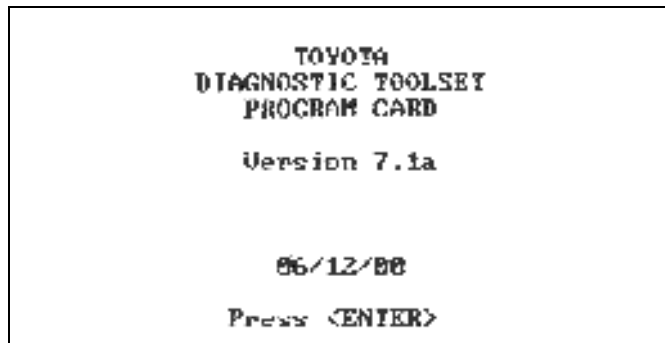 TOYOTA
DIAGNOSTIC TOOLSET
PROGRAM CARD
Version 7.1a
06/12/00
Press <ENTER>